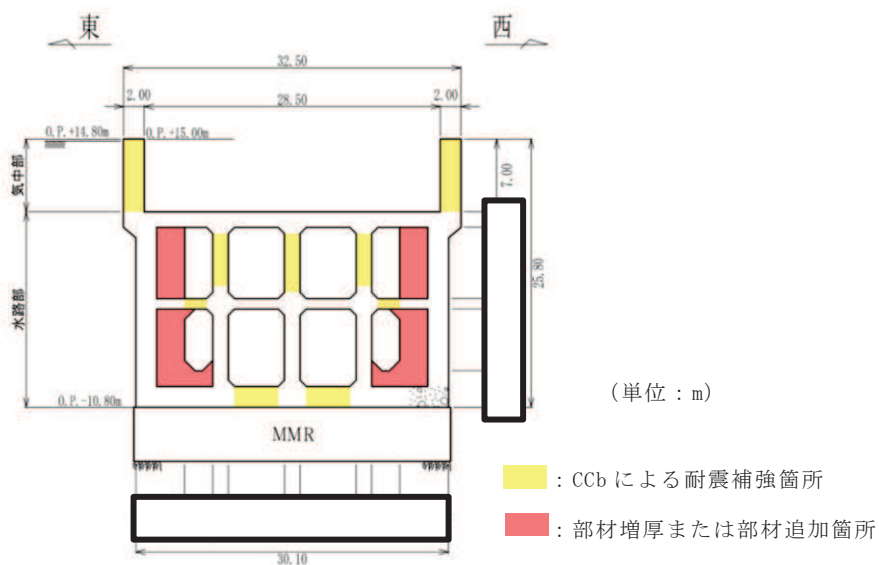 東
西
32.50
2.00
28.50
2.00
O.P.+14.80m
O.P.+15.00m
気中部
7.00
水路部
25.80
O.P.-10.80m
MMR
(単位：m)
：CCbによる耐震補強箇所
：部材増厚または部材追加箇所
30.10